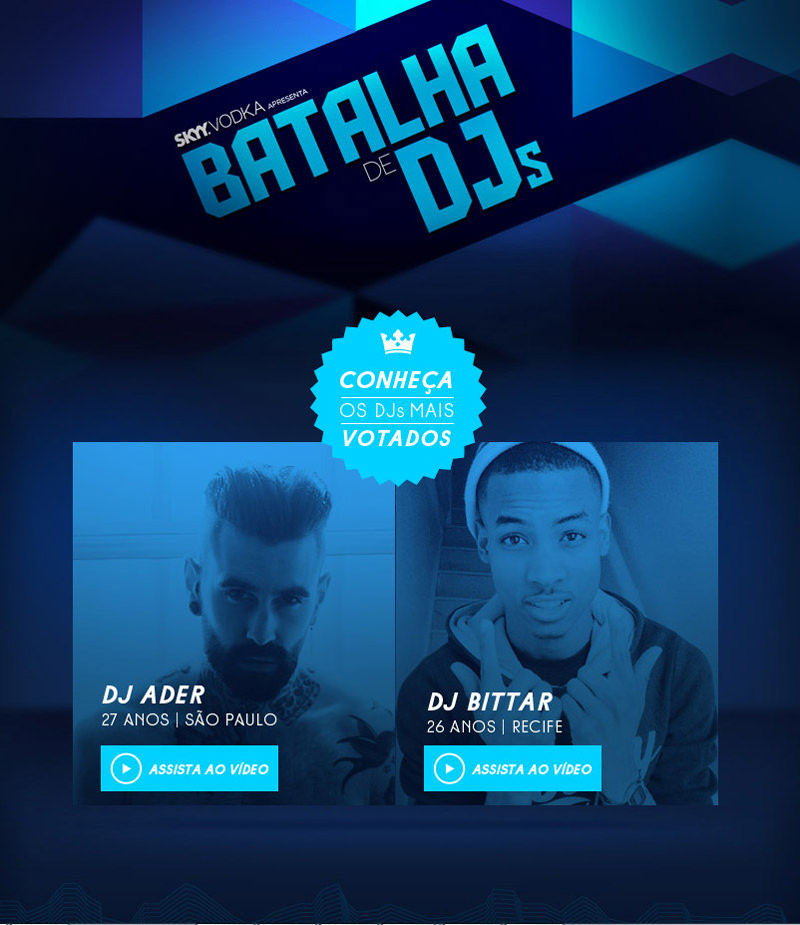 SKYY VODKA APRESENTA
BATALHA
DE DJs
CONHEÇA
OS DJs MAIS
VOTADOS
DJ ADER
27 ANOS | SÃO PAULO
ASSISTA AO VÍDEO
DJ BITTAR
26 ANOS | RECIFE
ASSISTA AO VÍDEO